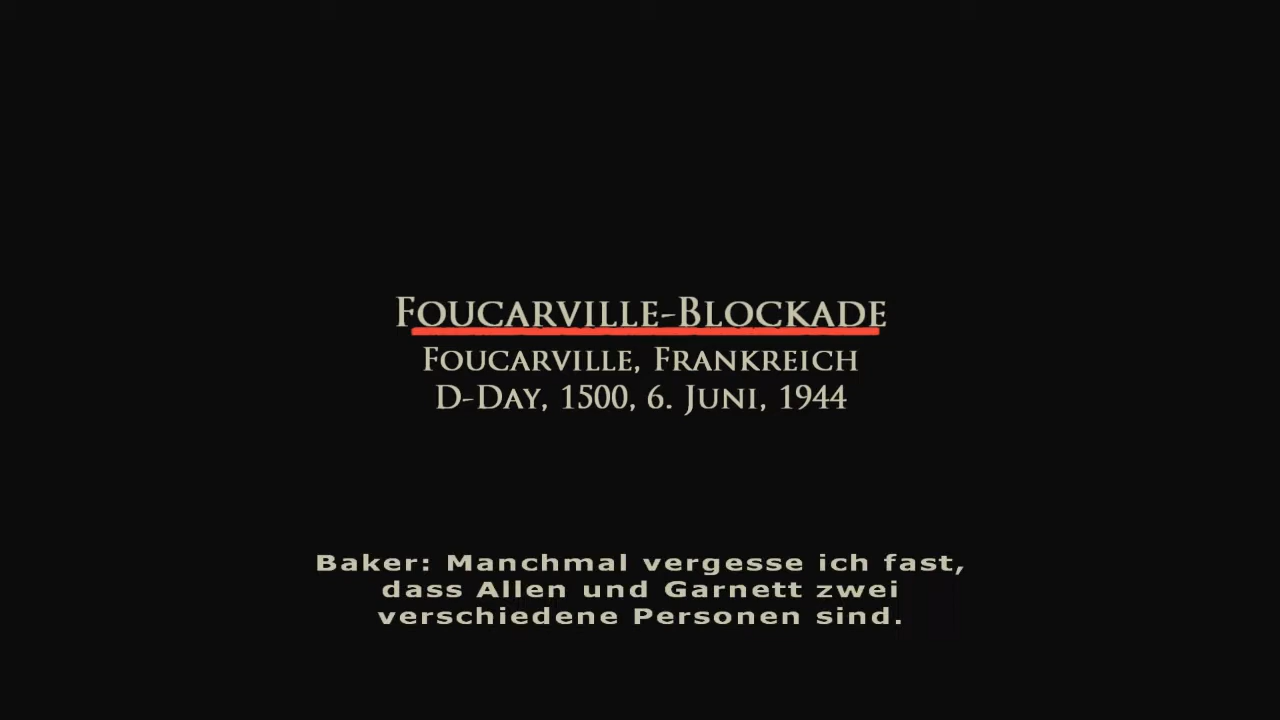 Foucarville-Blockade
Foucarville, Frankreich
D-Day, 1500, 6. Juni, 1944
Baker: Manchmal vergesse ich fast,
dass Allen und Garnett zwei
verschiedene Personen sind.